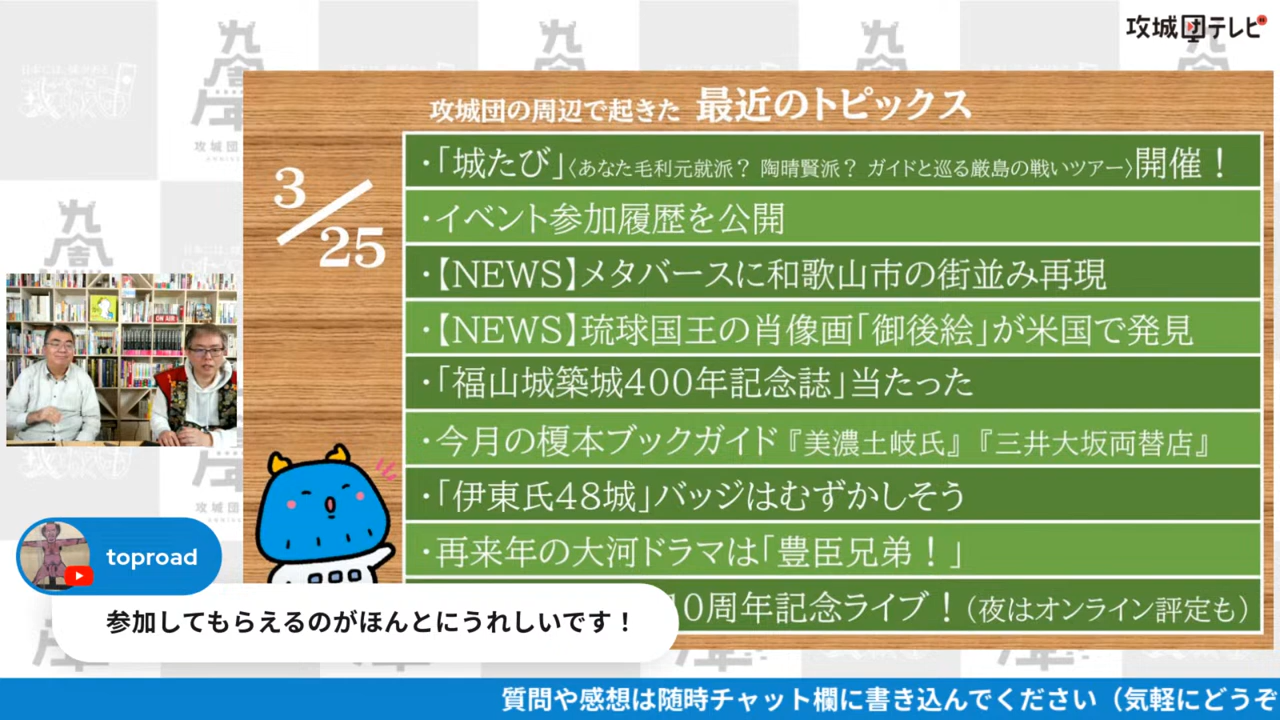 攻城団テレビ
攻城団の周辺で起きた 最近のトピックス
3/25
・「城たび」〈あなた毛利元就派？ 陶晴賢派？ ガイドと巡る厳島の戦いツアー〉開催！
・イベント参加履歴を公開
・【NEWS】メタバースに和歌山市の街並み再現
・【NEWS】琉球国王の肖像画「御後絵」が米国で発見
・「福山城築城400年記念誌」当たった
・今月の榎本ブックガイド『美濃土岐氏』『三井大坂両替店』
・「伊東氏48城」バッジはむずかしそう
・再来年の大河ドラマは「豊臣兄弟！」
10周年記念ライブ！（夜はオンライン評定も）
ON AIR
toproad
参加してもらえるのがほんとにうれしいです！
質問や感想は随時チャット欄に書き込んでください（気軽にどうぞ